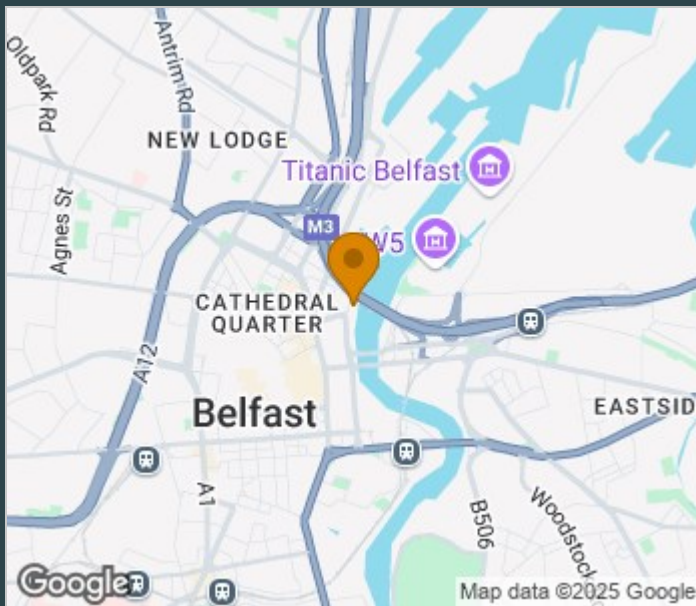 Oldpark Rd
Antrim Rd
NEW LODGE
Titanic Belfast
Agnes St
M3
W5
CATHEDRAL
QUARTER
A12
Belfast
EASTSID
A1
B506
Woodstock
Google
Map data ©2025 Google